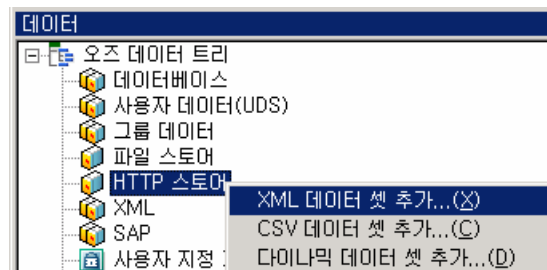 데이터
오즈 데이터 트리
데이터베이스
사용자 데이터(UDS)
그룹 데이터
파일 스토어
HTTP 스토어
XML 데이터 셋 추가...(X)
XML
CSV 데이터 셋 추가...(C)
SAP
다이나믹 데이터 셋 추가...(D)
사용자 지정